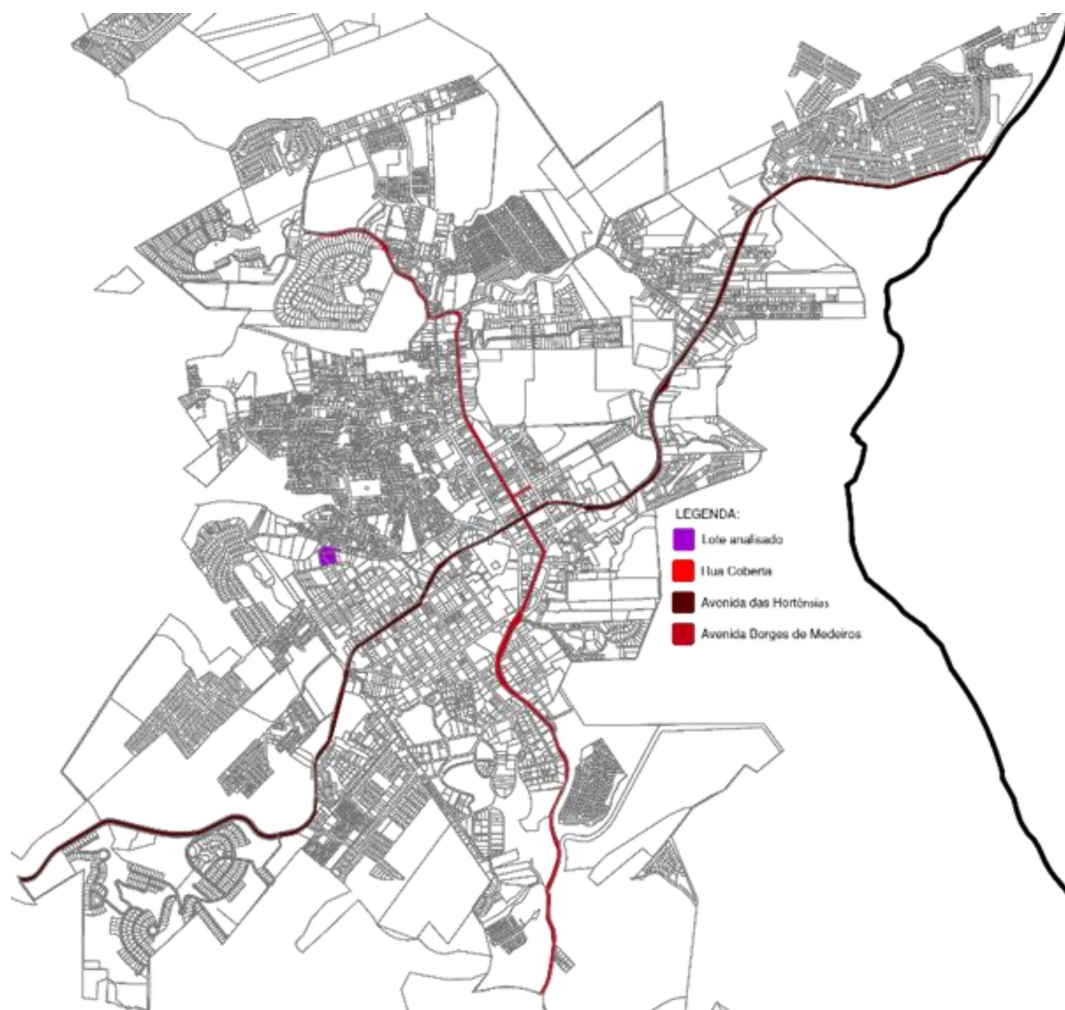 LEGENDA:
Lote analisado
Rua Coberta
Avenida das Hortênsias
Avenida Borges de Medeiros